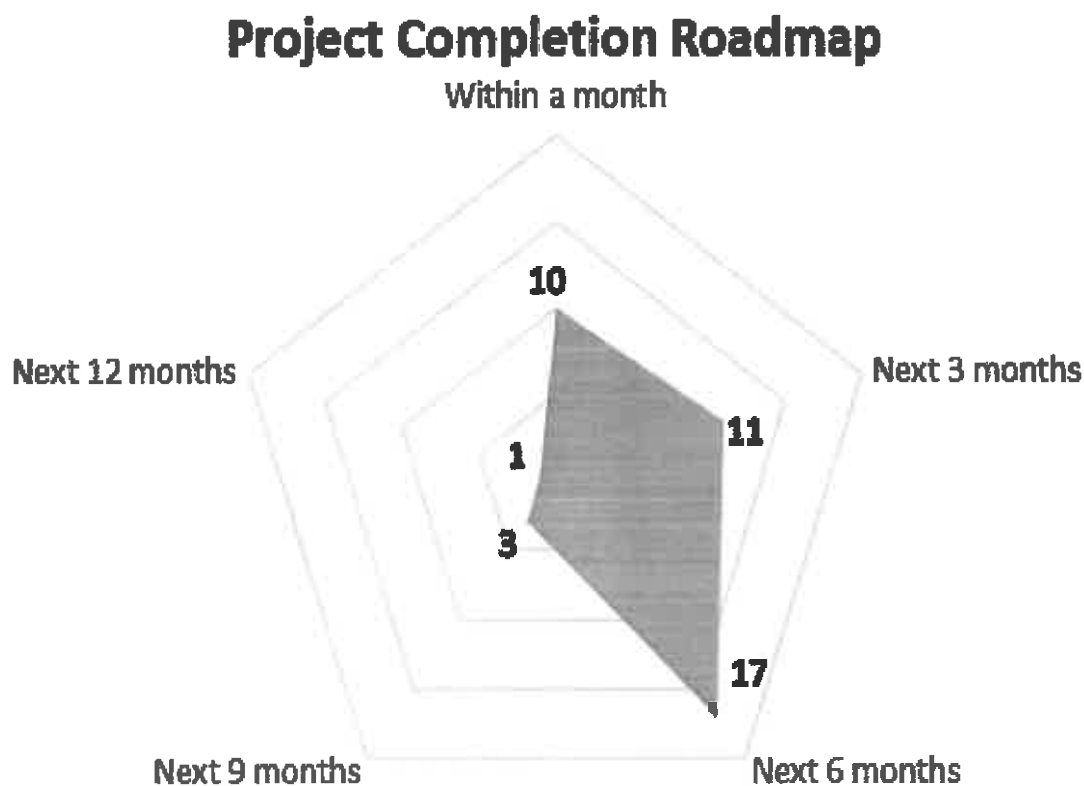 Project Completion Roadmap
Within a month
10
Next 12 months
Next 3 months
11
1
3
17
Next 9 months
Next 6 months